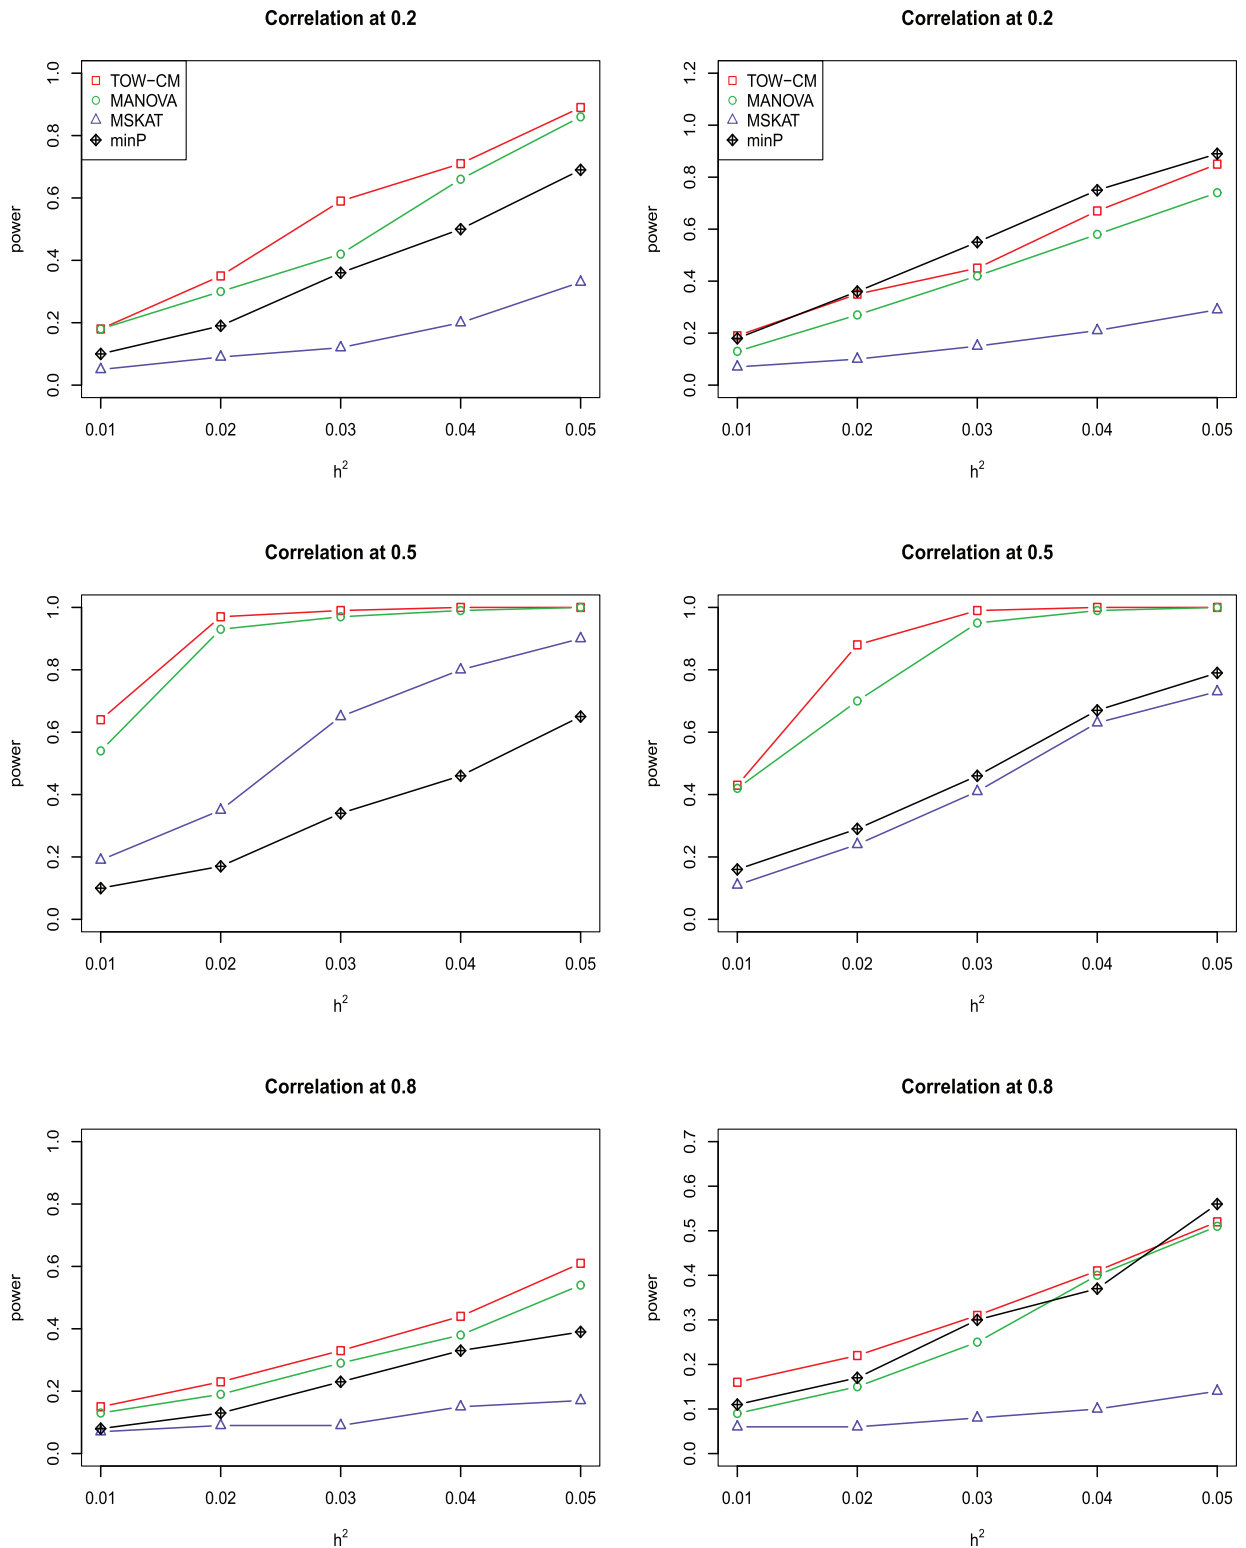 Correlation at 0.2
TOW−CM
MANOVA
MSKAT
minP
power
0.0 0.2 0.4 0.6 0.8 1.0
0.01 0.02 0.03 0.04 0.05
h²
Correlation at 0.2
TOW−CM
MANOVA
MSKAT
minP
power
0.0 0.2 0.4 0.6 0.8 1.0 1.2
0.01 0.02 0.03 0.04 0.05
h²
Correlation at 0.5
power
0.0 0.2 0.4 0.6 0.8 1.0
0.01 0.02 0.03 0.04 0.05
h²
Correlation at 0.5
power
0.0 0.2 0.4 0.6 0.8 1.0
0.01 0.02 0.03 0.04 0.05
h²
Correlation at 0.8
power
0.0 0.2 0.4 0.6 0.8 1.0
0.01 0.02 0.03 0.04 0.05
h²
Correlation at 0.8
power
0.0 0.1 0.2 0.3 0.4 0.5 0.6 0.7
0.01 0.02 0.03 0.04 0.05
h²